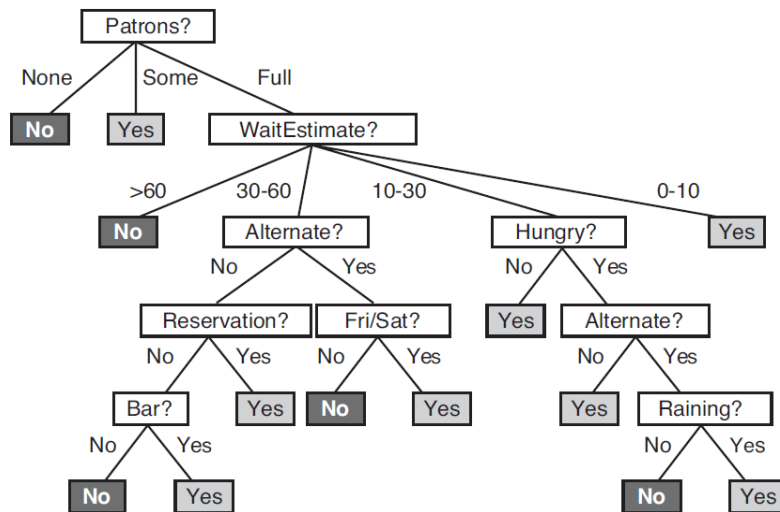 Patrons?
None Some Full
No Yes WaitEstimate?
>60 30-60 10-30 0-10
No Alternate? Hungry? Yes
No Yes No Yes
Reservation? Fri/Sat? Yes Alternate?
No Yes No Yes No Yes
Bar? Yes No Yes Yes Raining?
No Yes No Yes
No Yes No Yes